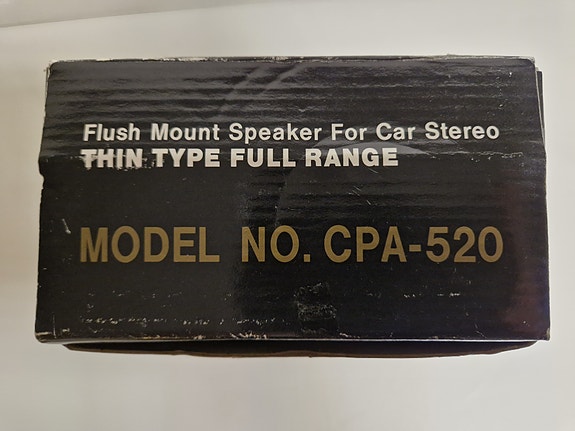 Flush Mount Speaker For Car Stereo
THIN TYPE FULL RANGE
MODEL NO. CPA-520